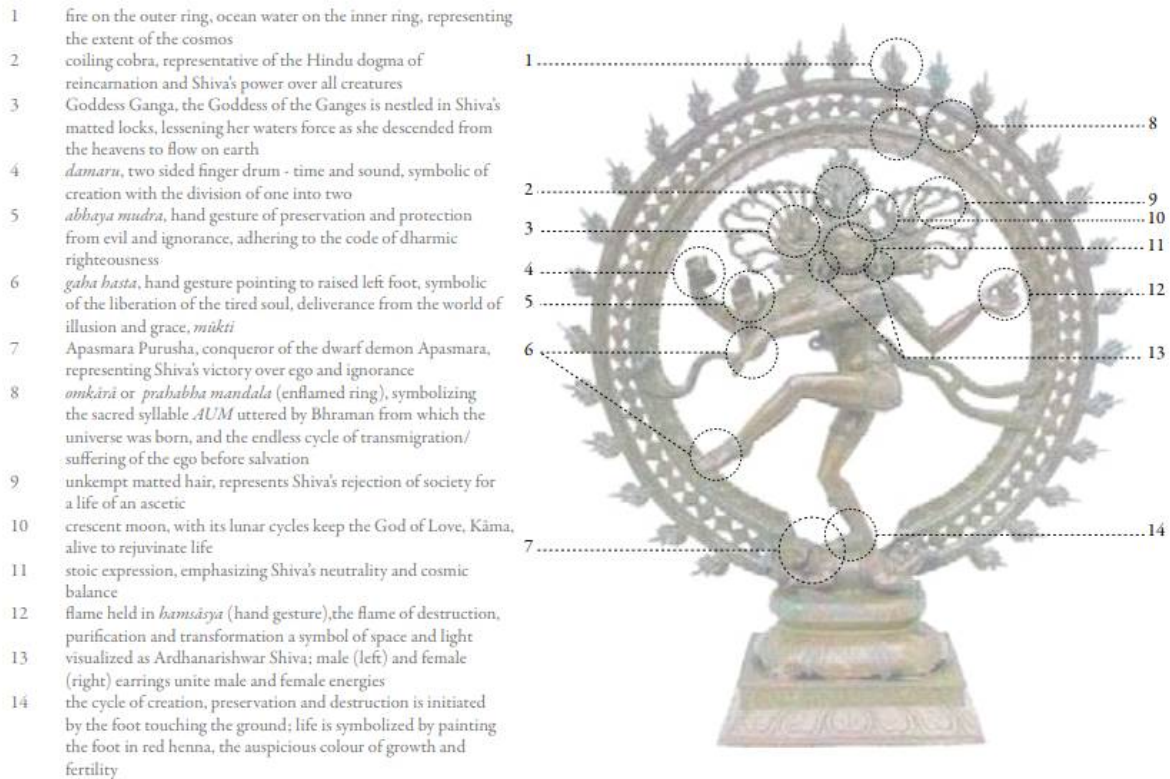 1 fire on the outer ring, ocean water on the inner ring, representing
the extent of the cosmos
2 coiling cobra, representative of the Hindu dogma of
reincarnation and Shiva's power over all creatures
3 Goddess Ganga, the Goddess of the Ganges is nestled in Shiva's
matted locks, lessening her waters force as she descended from
the heavens to flow on earth
4 damaru, two sided finger drum - time and sound, symbolic of
creation with the division of one into two
5 abhaya mudra, hand gesture of preservation and protection
from evil and ignorance, adhering to the code of dharmic
righteousness
6 gaha hasta, hand gesture pointing to raised left foot, symbolic
of the liberation of the tired soul, deliverance from the world of
illusion and grace, mûkti
7 Apasmara Purusha, conqueror of the dwarf demon Apasmara,
representing Shiva's victory over ego and ignorance
8 omkárá or prahabha mandala (enflamed ring), symbolizing
the sacred syllable AUM uttered by Bhraman from which the
universe was born, and the endless cycle of transmigration/
suffering of the ego before salvation
9 unkempt matted hair, represents Shiva's rejection of society for
a life of an ascetic
10 crescent moon, with its lunar cycles keep the God of Love, Kāma,
alive to rejuvinate life
11 stoic expression, emphasizing Shiva's neutrality and cosmic
balance
12 flame held in hamsāsya (hand gesture),the flame of destruction,
purification and transformation a symbol of space and light
13 visualized as Ardhanarishwar Shiva; male (left) and female
(right) earrings unite male and female energies
14 the cycle of creation, preservation and destruction is initiated
by the foot touching the ground; life is symbolized by painting
the foot in red henna, the auspicious colour of growth and
fertility
1
2
3
4
5
6
7
8
9
10
11
12
13
14